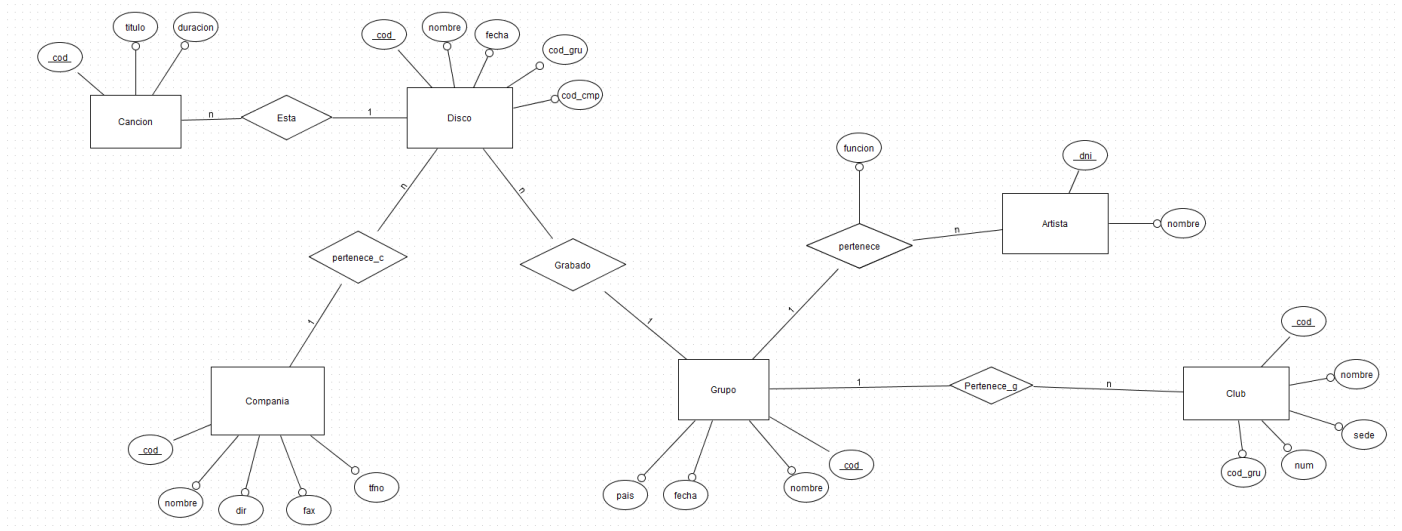 titulo
duracion
cod
Cancion
n
Esta
1
cod
nombre
fecha
cod_gru
cod_cmp
Disco
n
n
pertenece_c
Grabado
1
1
funcion
pertenece
n
1
dni
Artista
nombre
Compania
cod
nombre
dir
fax
tfno
Grupo
pais
fecha
nombre
cod
1
Pertenece_g
n
cod
nombre
Club
sede
num
cod_gru